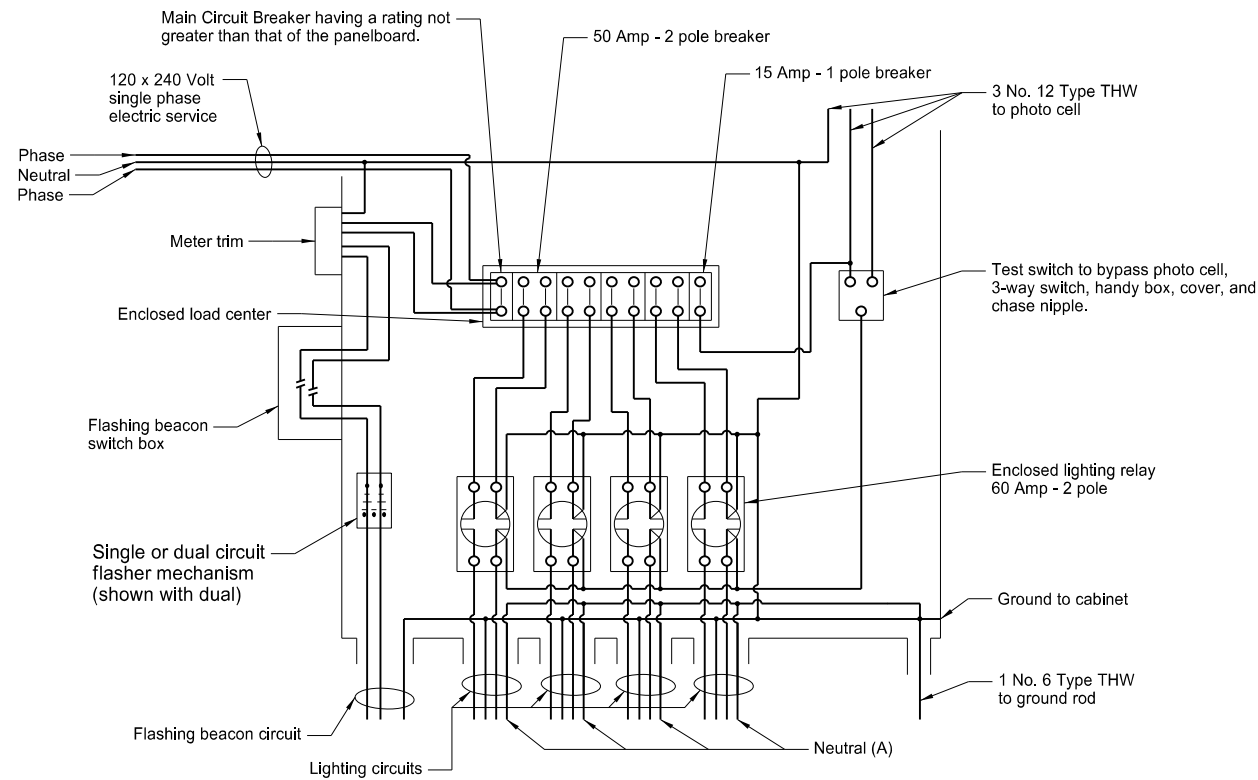 Main Circuit Breaker having a rating not
greater than that of the panelboard.
50 Amp - 2 pole breaker
15 Amp - 1 pole breaker
120 x 240 Volt
single phase
electric service
3 No. 12 Type THW
to photo cell
Phase
Neutral
Phase
Meter trim
Test switch to bypass photo cell,
3-way switch, handy box, cover, and
chase nipple.
Enclosed load center
Flashing beacon
switch box
Enclosed lighting relay
60 Amp - 2 pole
Single or dual circuit
flasher mechanism
(shown with dual)
Ground to cabinet
1 No. 6 Type THW
to ground rod
Flashing beacon circuit
Neutral (A)
Lighting circuits